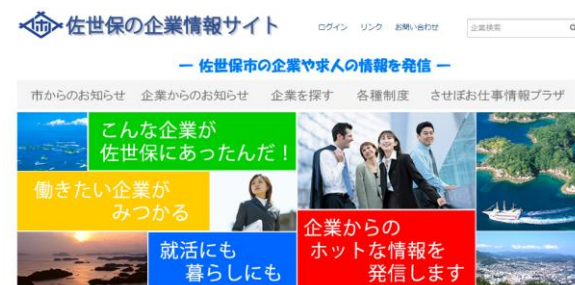 佐世保の企業情報サイト
ログイン リンク お問い合わせ 企業検索
― 佐世保市の企業や求人の情報を発信 ―
市からのお知らせ 企業からのお知らせ 企業を探す 各種制度 させぼお仕事情報プラザ
こんな企業が
佐世保にあったんだ！
働きたい企業が
みつかる
企業からの
ホットな情報を
発信します
就活にも
暮らしにも